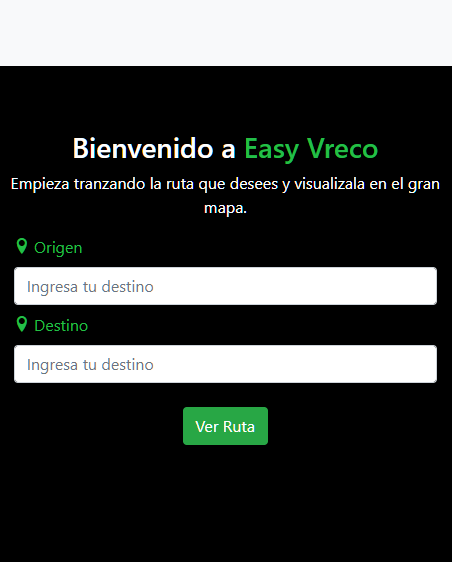 Bienvenido a Easy Vreco
Empieza tranzando la ruta que desees y visualizala en el gran
mapa.
Origen
Ingresa tu destino
Destino
Ingresa tu destino
Ver Ruta